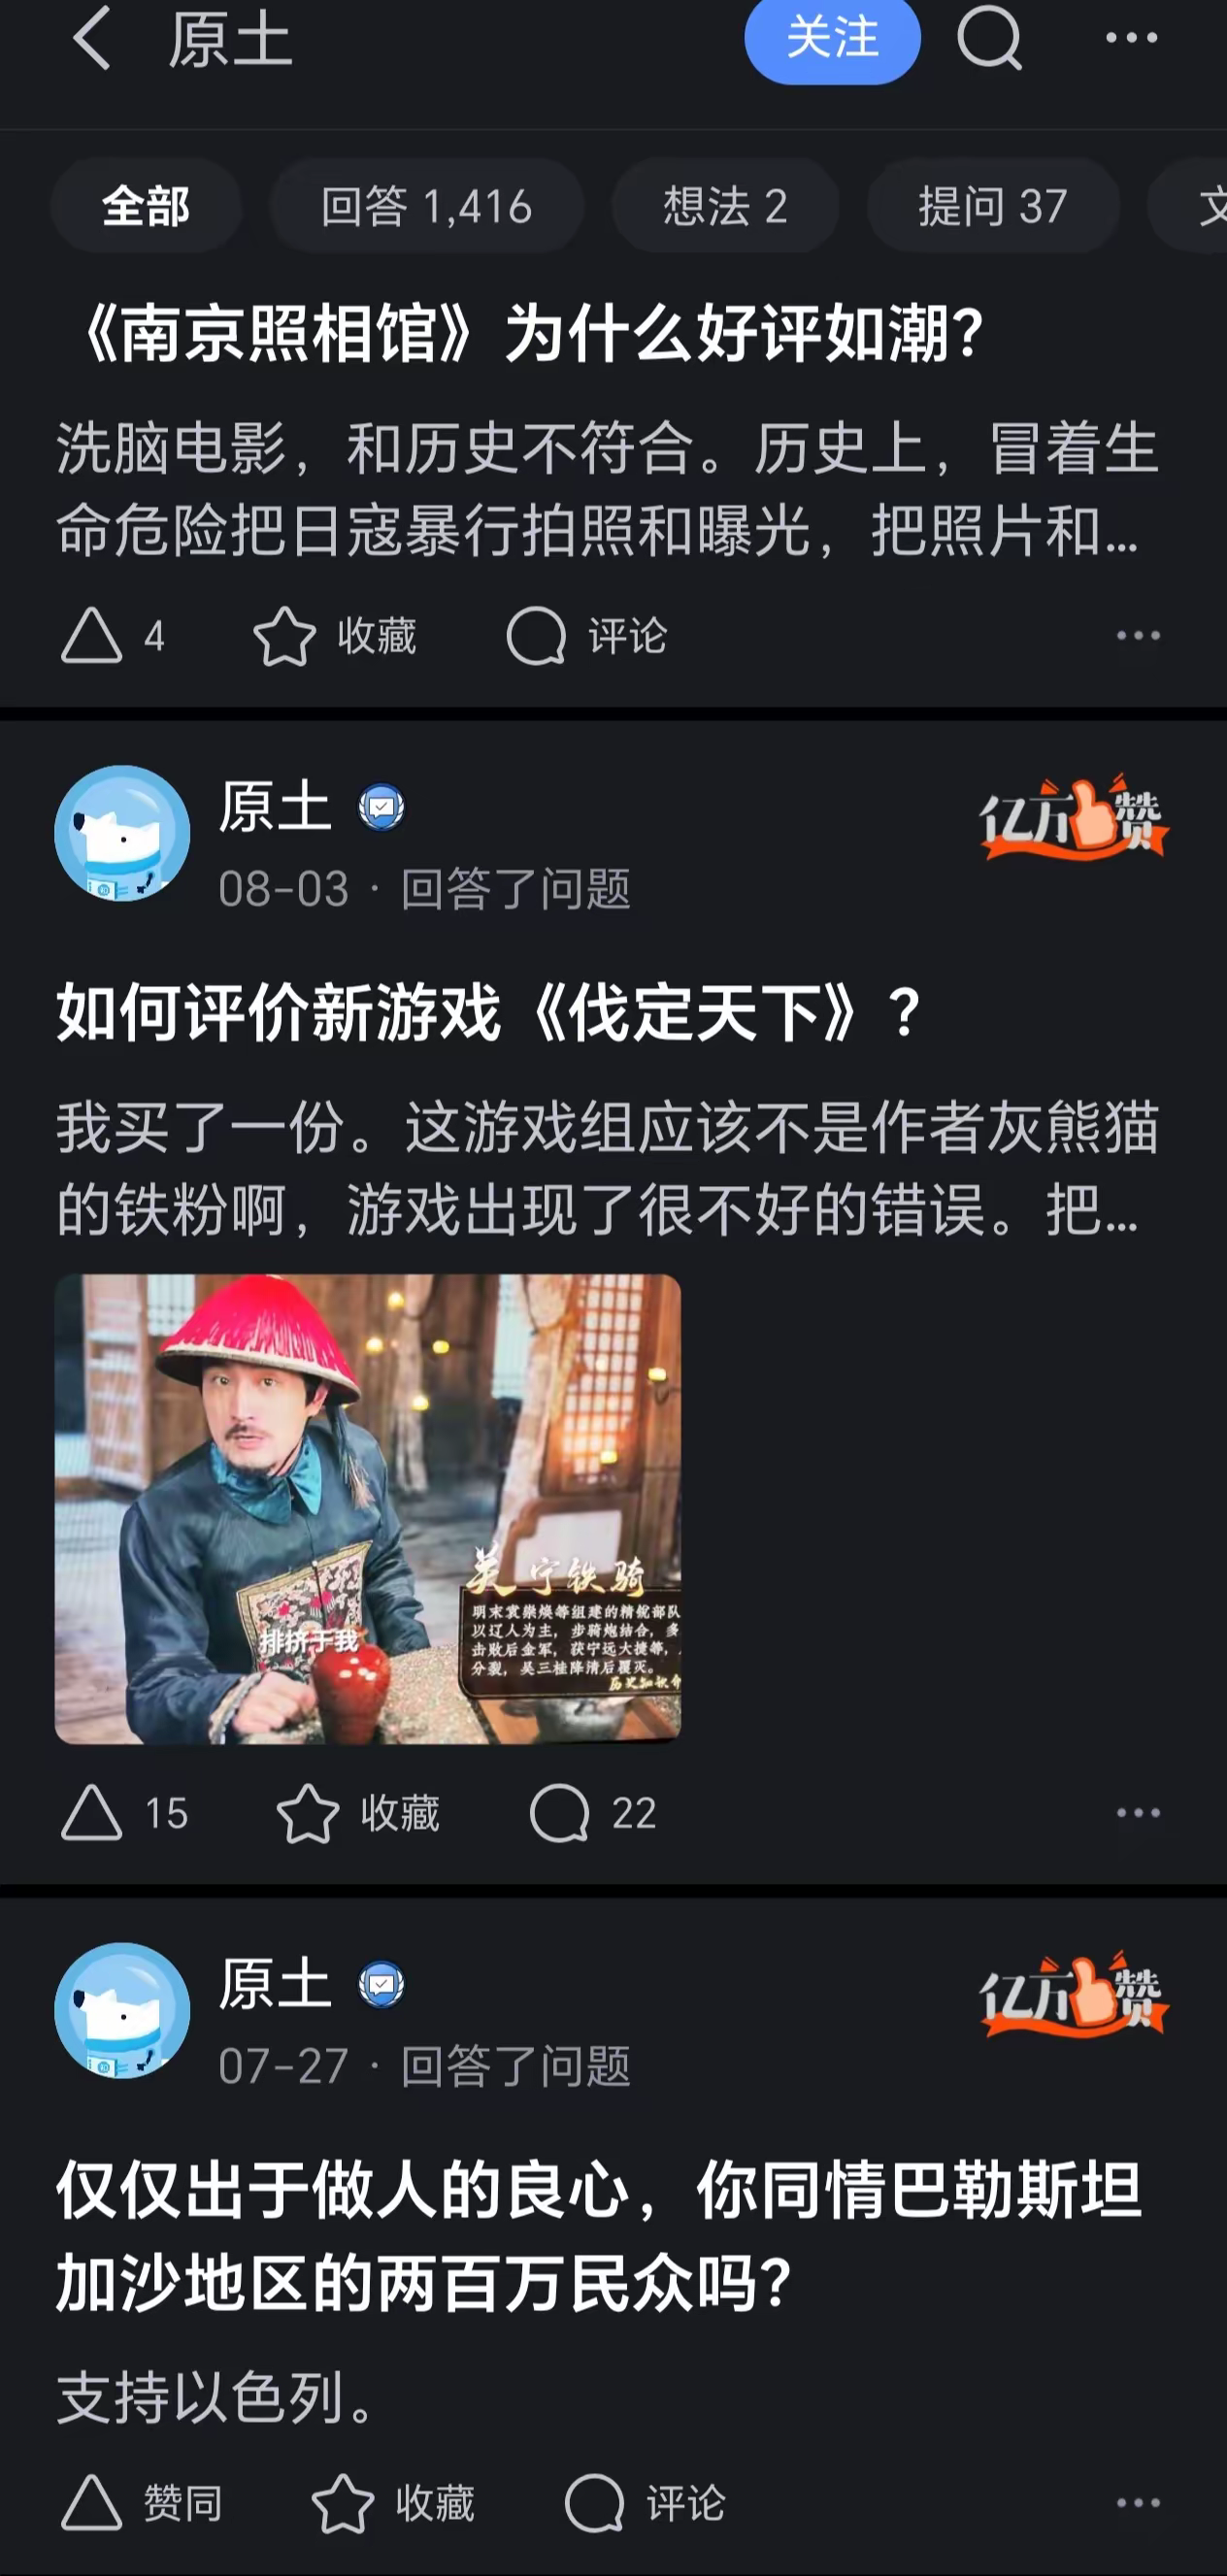 原土
关注
全部
回答 1,416
想法 2
提问 37
文
《南京照相馆》为什么好评如潮？
洗脑电影，和历史不符合。历史上，冒着生
命危险把日寇暴行拍照和曝光，把照片和...
4
收藏
评论
原土
亿万赞
08-03 · 回答了问题
如何评价新游戏《伐定天下》？
我买了一份。这游戏组应该不是作者灰熊猫
的铁粉啊，游戏出现了很不好的错误。把...
宁铁骑
明末袁崇焕等组建的精锐部队
以辽人为主，步骑炮结合，多
击败后金军，获宁远大捷等，
分裂，吴三桂降清后覆灭。
排挤于我
15
收藏
22
原土
亿万赞
07-27 · 回答了问题
仅仅出于做人的良心，你同情巴勒斯坦
加沙地区的两百万民众吗？
支持以色列。
赞同
收藏
评论